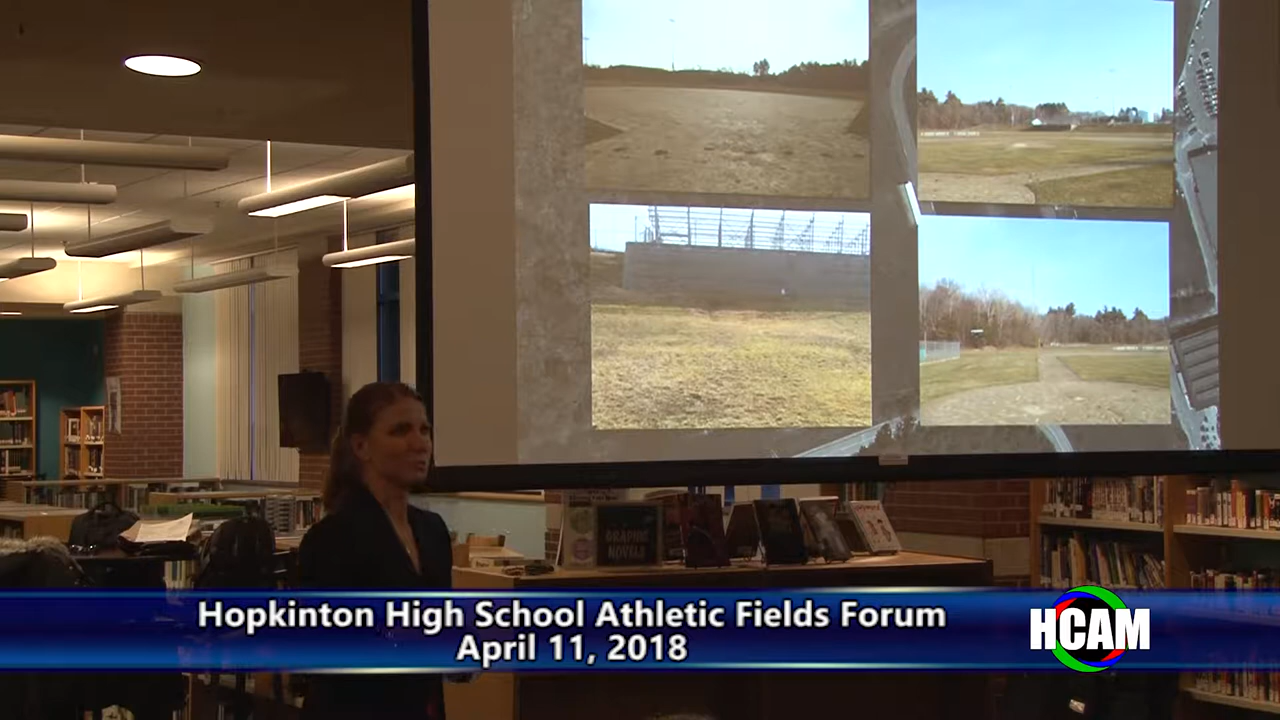 GRAPHIC
NOVELS
Hopkinton High School Athletic Fields Forum
April 11, 2018
HCAM